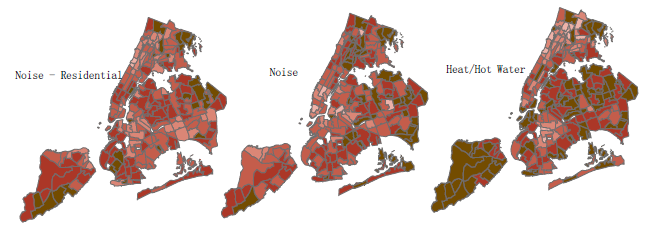 Noise - Residential
Noise
Heat/Hot Water